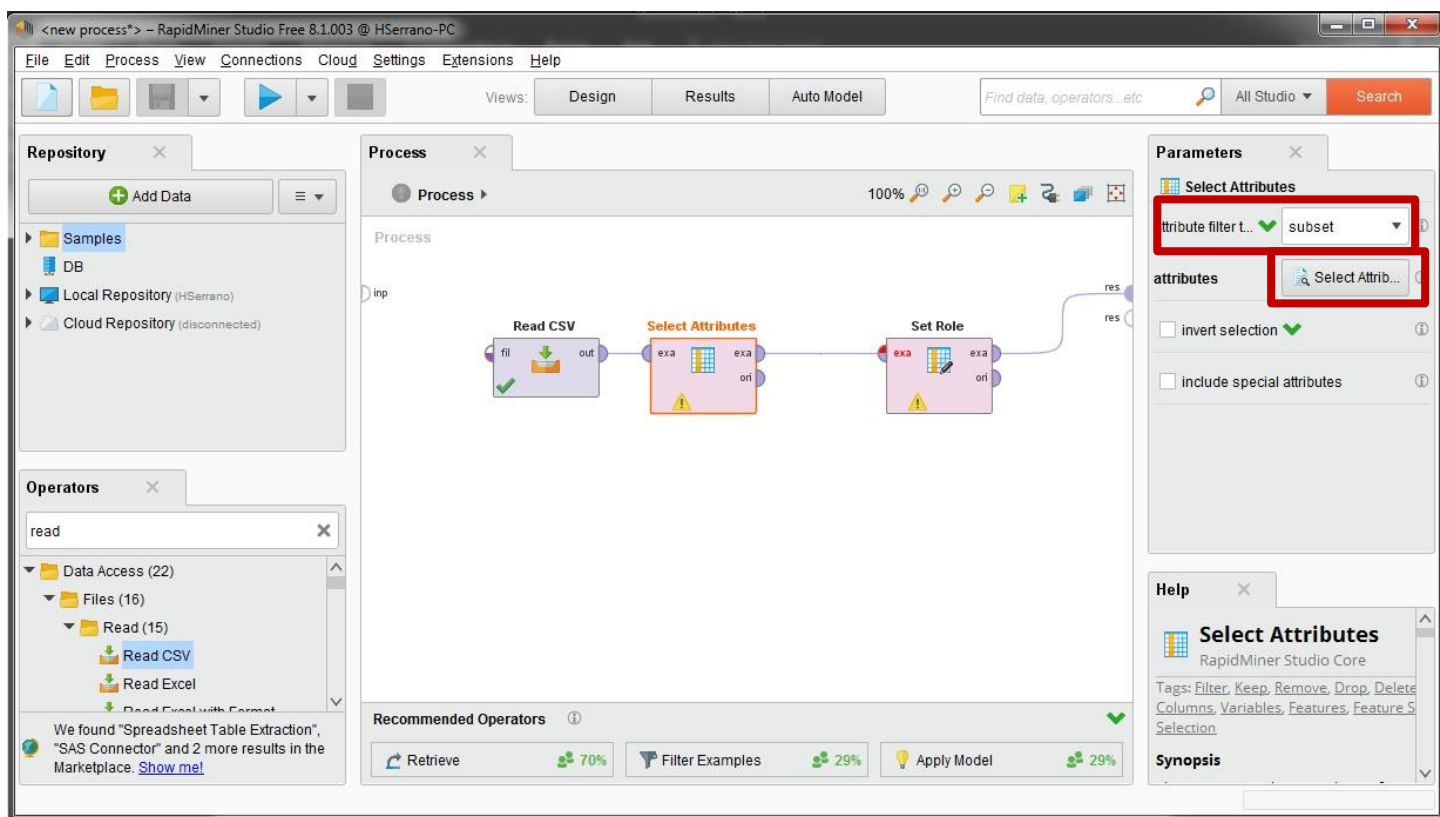 <new process*> – RapidMiner Studio Free 8.1.003 @ HSerrano-PC
File Edit Process View Connections Cloud Settings Extensions Help
Views: Design Results Auto Model Find data, operators...etc All Studio Search
Repository
Add Data
Samples
DB
Local Repository (HSerrano)
Cloud Repository (disconnected)
Operators
read
Data Access (22)
Files (16)
Read (15)
Read CSV
Read Excel
Read Excel with Format
We found "Spreadsheet Table Extraction",
"SAS Connector" and 2 more results in the
Marketplace. Show me!
Process
Process 100%
Process
inp
res
res
Read CSV
fil out
Select Attributes
exa exa
ori
Set Role
exa exa
ori
Recommended Operators
Retrieve 70% Filter Examples 29% Apply Model 29%
Parameters
Select Attributes
ttribute filter t... subset
attributes Select Attrib...
invert selection
include special attributes
Help
Select Attributes
RapidMiner Studio Core
Tags: Filter, Keep, Remove, Drop, Delete
Columns, Variables, Features, Feature S
Selection
Synopsis